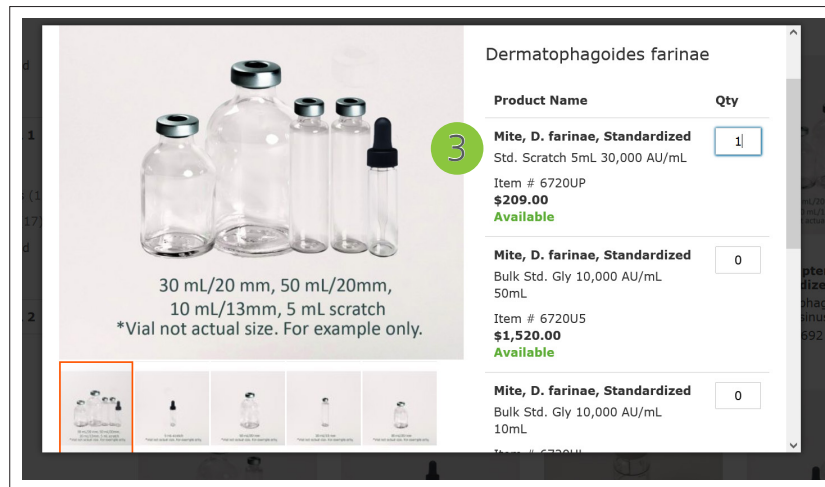 30 mL/20 mm, 50 mL/20mm,
10 mL/13mm, 5 mL scratch
*Vial not actual size. For example only.
3
Dermatophagoides farinae
Product Name Qty
Mite, D. farinae, Standardized 1
Std. Scratch 5mL 30,000 AU/mL
Item # 6720UP
$209.00
Available
Mite, D. farinae, Standardized 0
Bulk Std. Gly 10,000 AU/mL
50mL
Item # 6720U5
$1,520.00
Available
Mite, D. farinae, Standardized 0
Bulk Std. Gly 10,000 AU/mL
10mL